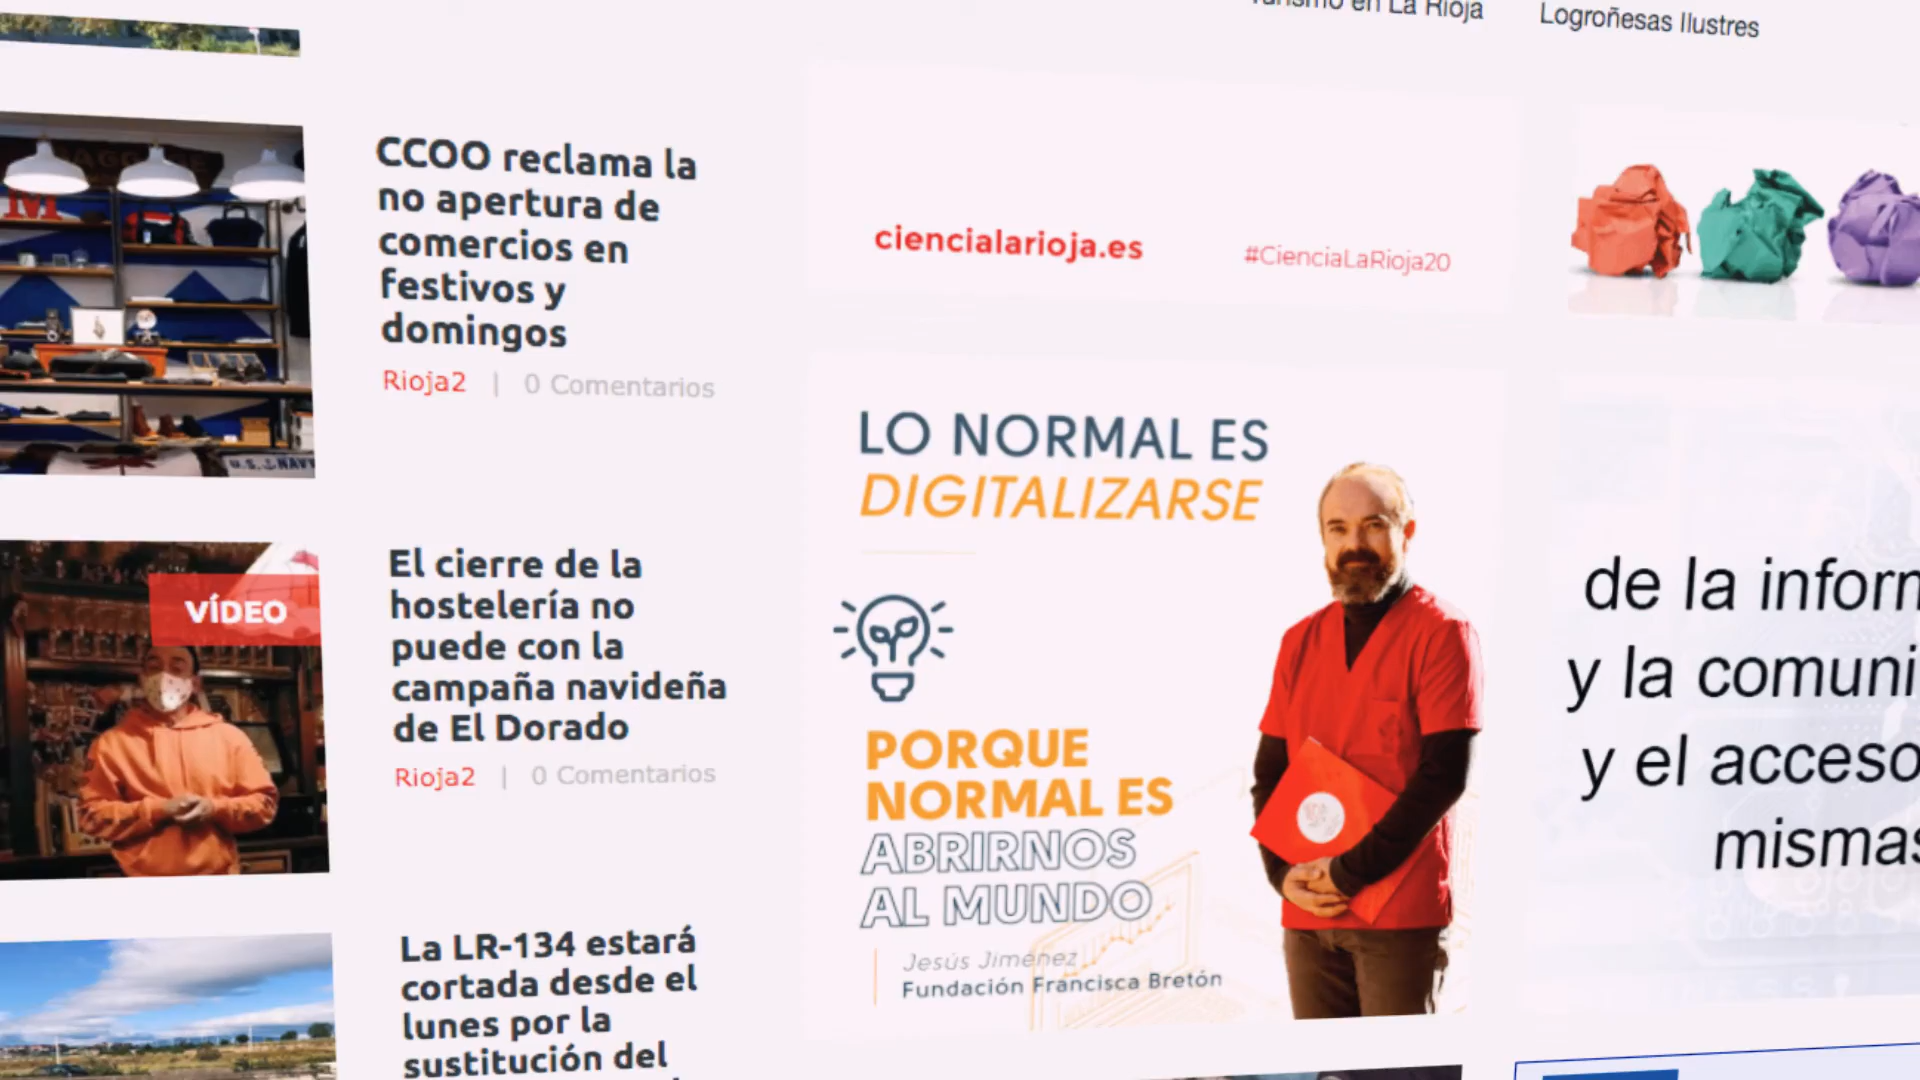 Turismo en La Rioja
Logroñesas Ilustres
CCOO reclama la
no apertura de
comercios en
festivos y
domingos
Rioja2 | 0 Comentarios
El cierre de la
hostelería no
puede con la
campaña navideña
de El Dorado
Rioja2 | 0 Comentarios
La LR-134 estará
cortada desde el
lunes por la
sustitución del
M
U.S. NAVY
VÍDEO
ciencialarioja.es
#CienciaLaRioja20
LO NORMAL ES
DIGITALIZARSE
PORQUE
NORMAL ES
ABRIRNOS
AL MUNDO
Jesús Jiménez
Fundación Francisca Bretón
de la inform
y la comuni
y el acceso
mismas